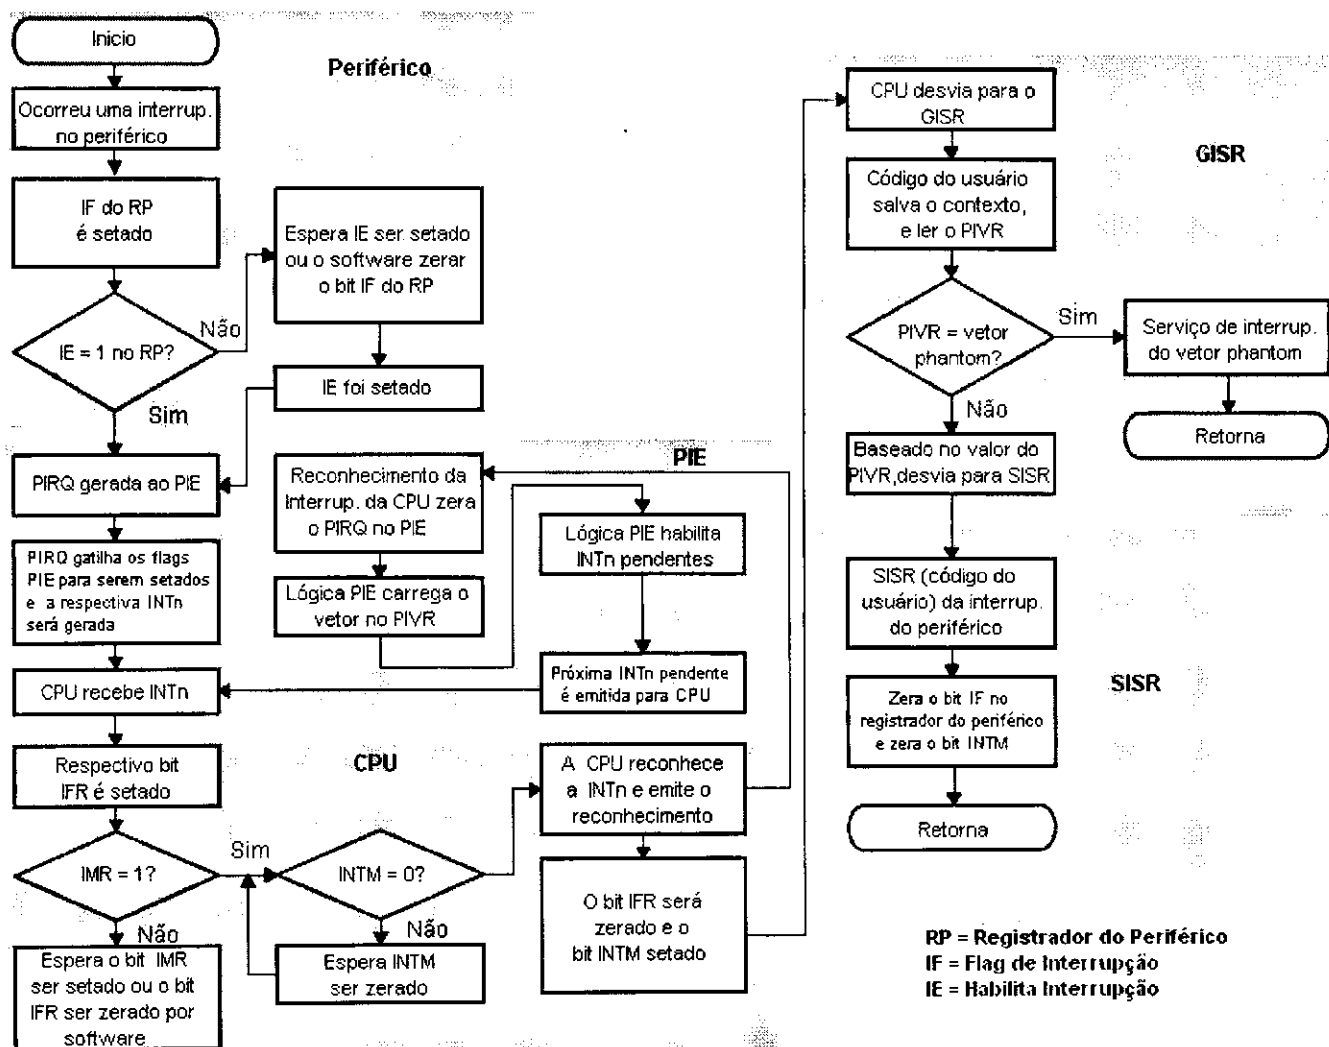 Inicio
Periférico
Ocorreu uma interrup.
no periférico
IF do RP
é setado
Espera IE ser setado
ou o software zerar
o bit IF do RP
Não
IE = 1 no RP?
IE foi setado
Sim
PIRQ gerada ao PIE
PIRQ gatilha os flags
PIE para serem setados
e a respectiva INTn
será gerada
PIE
Reconhecimento da
Interrup. da CPU zera
o PIRQ no PIE
Lógica PIE carrega o
vetor no PIVR
Lógica PIE habilita
INTn pendentes
Próxima INTn pendente
é emitida para CPU
CPU recebe INTn
Respectivo bit
IFR é setado
CPU
IMR = 1?
Sim
Não
Espera o bit IMR
ser setado ou o bit
IFR ser zerado por
software
INTM = 0?
Não
Espera INTM
ser zerado
A CPU reconhece
a INTn e emite o
reconhecimento
O bit IFR será
zerado e o
bit INTM setado
CPU desvia para o
GISR
GISR
Código do usuário
salva o contexto,
e ler o PIVR
PIVR = vetor
phantom?
Sim
Serviço de interrup.
do vetor phantom
Retorna
Não
Baseado no valor do
PIVR,desvia para SISR
SISR (código do
usuário) da interrup.
do periférico
SISR
Zera o bit IF no
registrador do periférico
e zera o bit INTM
Retorna
RP = Registrador do Periférico
IF = Flag de Interrupção
IE = Habilita Interrupção